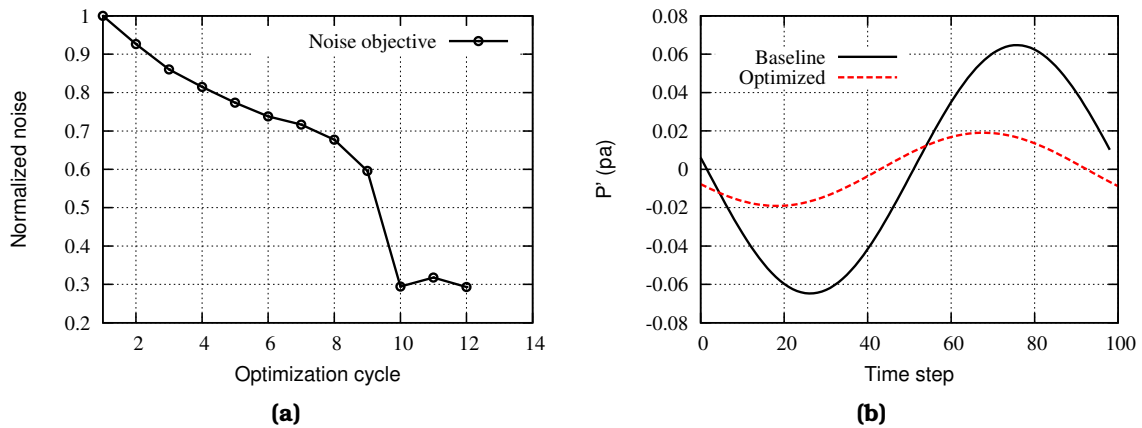 Normalized noise
1
0.9
0.8
0.7
0.6
0.5
0.4
0.3
0.2
Noise objective
2 4 6 8 10 12 14
Optimization cycle
(a)
P' (pa)
0.08
0.06
0.04
0.02
0
-0.02
-0.04
-0.06
-0.08
Baseline
Optimized
0 20 40 60 80 100
Time step
(b)